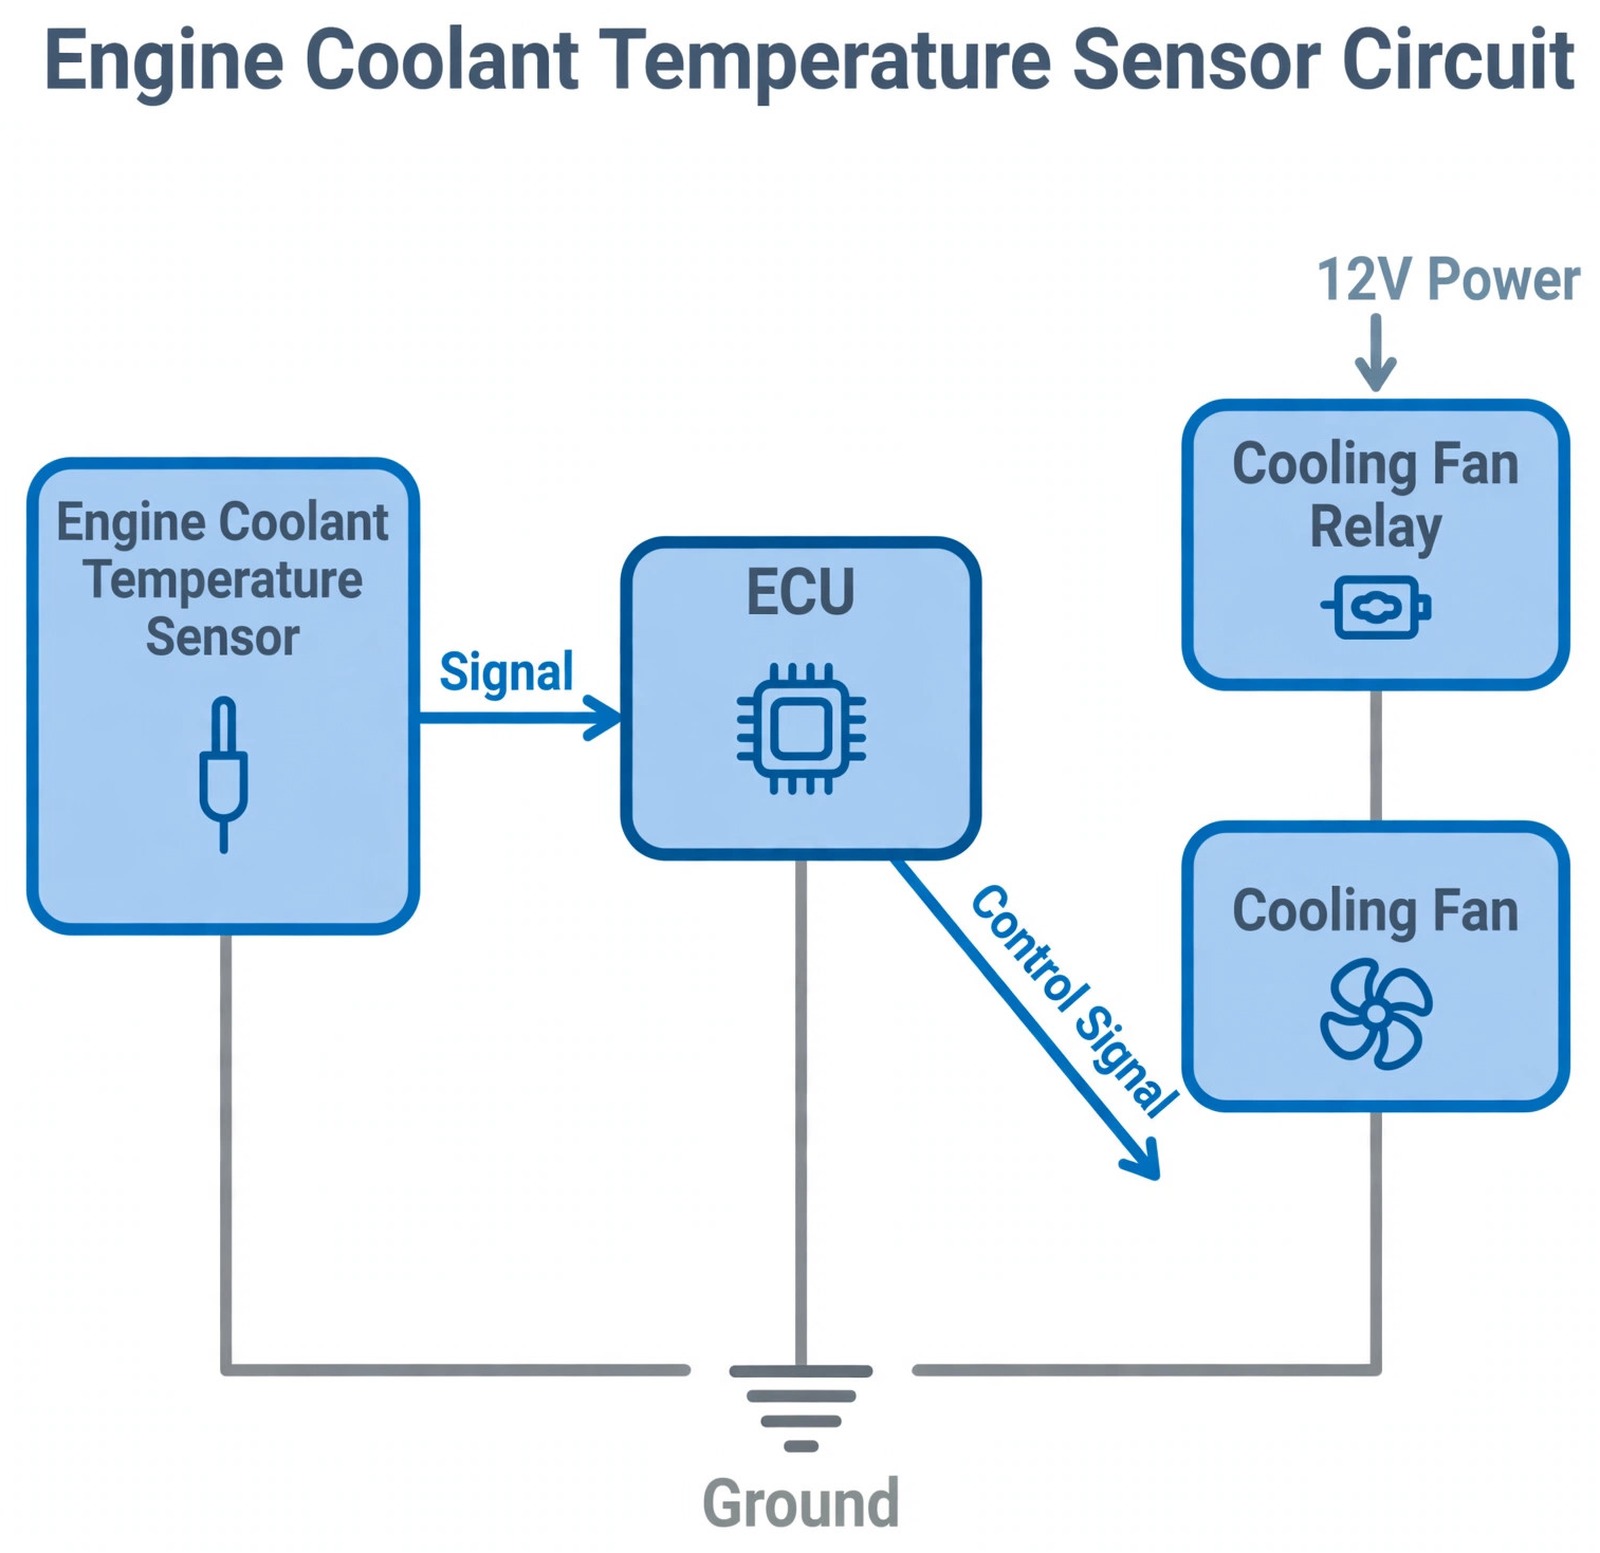 Engine Coolant Temperature Sensor Circuit
12V Power
Cooling Fan
Relay
Engine Coolant
Temperature
Sensor
Signal
ECU
Control Signal
Cooling Fan
Ground